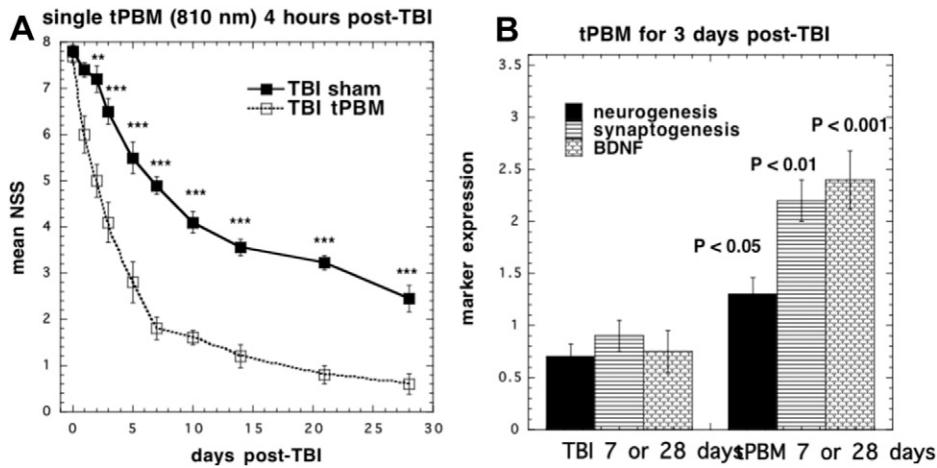 A
single tPBM (810 nm) 4 hours post-TBI
8
7
6
5
4
3
2
1
0
mean NSS
**
***
***
***
***
***
***
***
TBI sham
TBI tPBM
0 5 10 15 20 25 30
days post-TBI
B
tPBM for 3 days post-TBI
3.5
3
2.5
2
1.5
1
0.5
0
marker expression
neurogenesis
synaptogenesis
BDNF
P < 0.001
P < 0.01
P < 0.05
TBI 7 or 28 days
tPBM 7 or 28 days